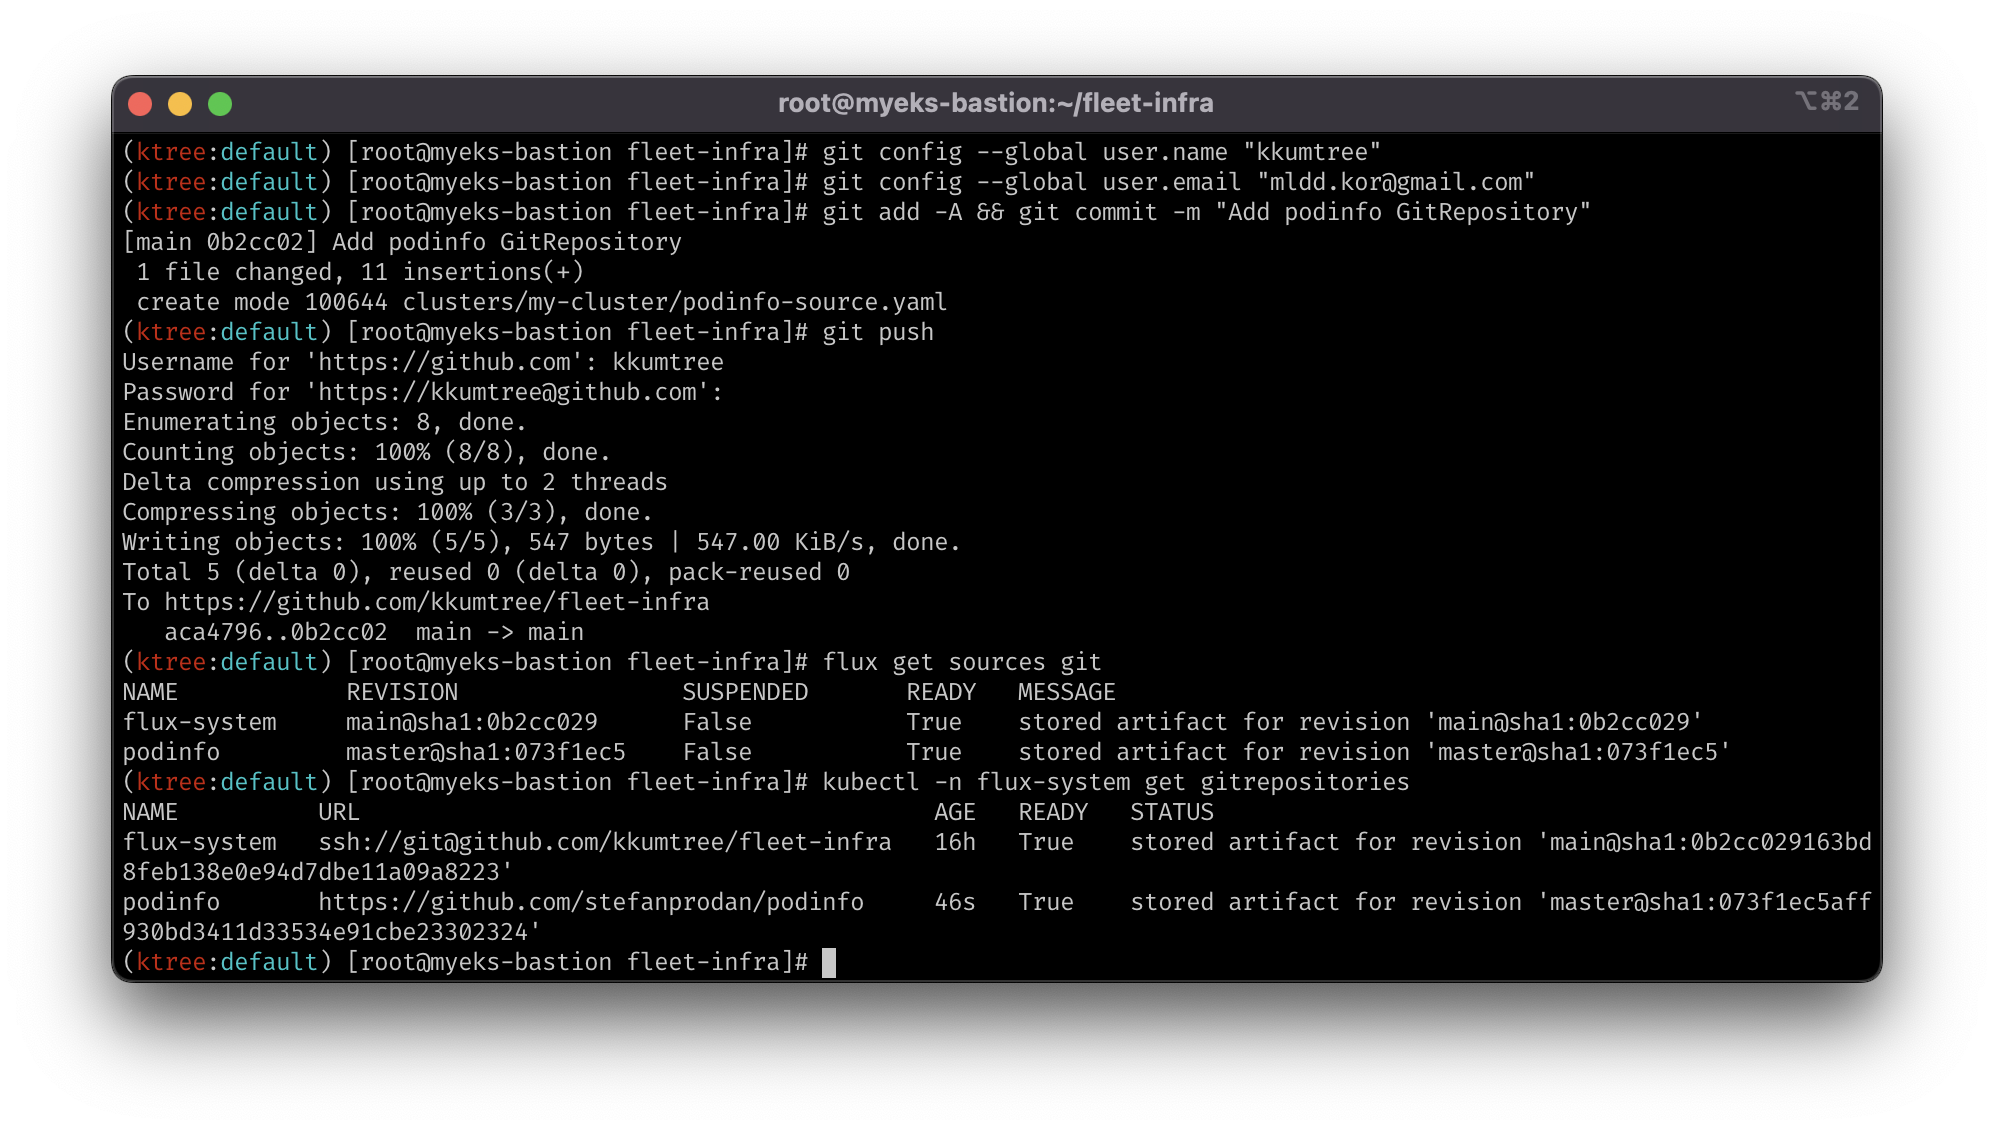 root@myeks-bastion:~/fleet-infra
⌥⌘2
(ktree:default) [root@myeks-bastion fleet-infra]# git config --global user.name "kkumtree"
(ktree:default) [root@myeks-bastion fleet-infra]# git config --global user.email "mldd.kor@gmail.com"
(ktree:default) [root@myeks-bastion fleet-infra]# git add -A && git commit -m "Add podinfo GitRepository"
[main 0b2cc02] Add podinfo GitRepository
 1 file changed, 11 insertions(+)
 create mode 100644 clusters/my-cluster/podinfo-source.yaml
(ktree:default) [root@myeks-bastion fleet-infra]# git push
Username for 'https://github.com': kkumtree
Password for 'https://kkumtree@github.com':
Enumerating objects: 8, done.
Counting objects: 100% (8/8), done.
Delta compression using up to 2 threads
Compressing objects: 100% (3/3), done.
Writing objects: 100% (5/5), 547 bytes | 547.00 KiB/s, done.
Total 5 (delta 0), reused 0 (delta 0), pack-reused 0
To https://github.com/kkumtree/fleet-infra
   aca4796..0b2cc02  main -> main
(ktree:default) [root@myeks-bastion fleet-infra]# flux get sources git
NAME            REVISION                SUSPENDED       READY   MESSAGE
flux-system     main@sha1:0b2cc029      False           True    stored artifact for revision 'main@sha1:0b2cc029'
podinfo         master@sha1:073f1ec5    False           True    stored artifact for revision 'master@sha1:073f1ec5'
(ktree:default) [root@myeks-bastion fleet-infra]# kubectl -n flux-system get gitrepositories
NAME          URL                                         AGE   READY   STATUS
flux-system   ssh://git@github.com/kkumtree/fleet-infra   16h   True    stored artifact for revision 'main@sha1:0b2cc029163bd
8feb138e0e94d7dbe11a09a8223'
podinfo       https://github.com/stefanprodan/podinfo     46s   True    stored artifact for revision 'master@sha1:073f1ec5aff
930bd3411d33534e91cbe23302324'
(ktree:default) [root@myeks-bastion fleet-infra]#